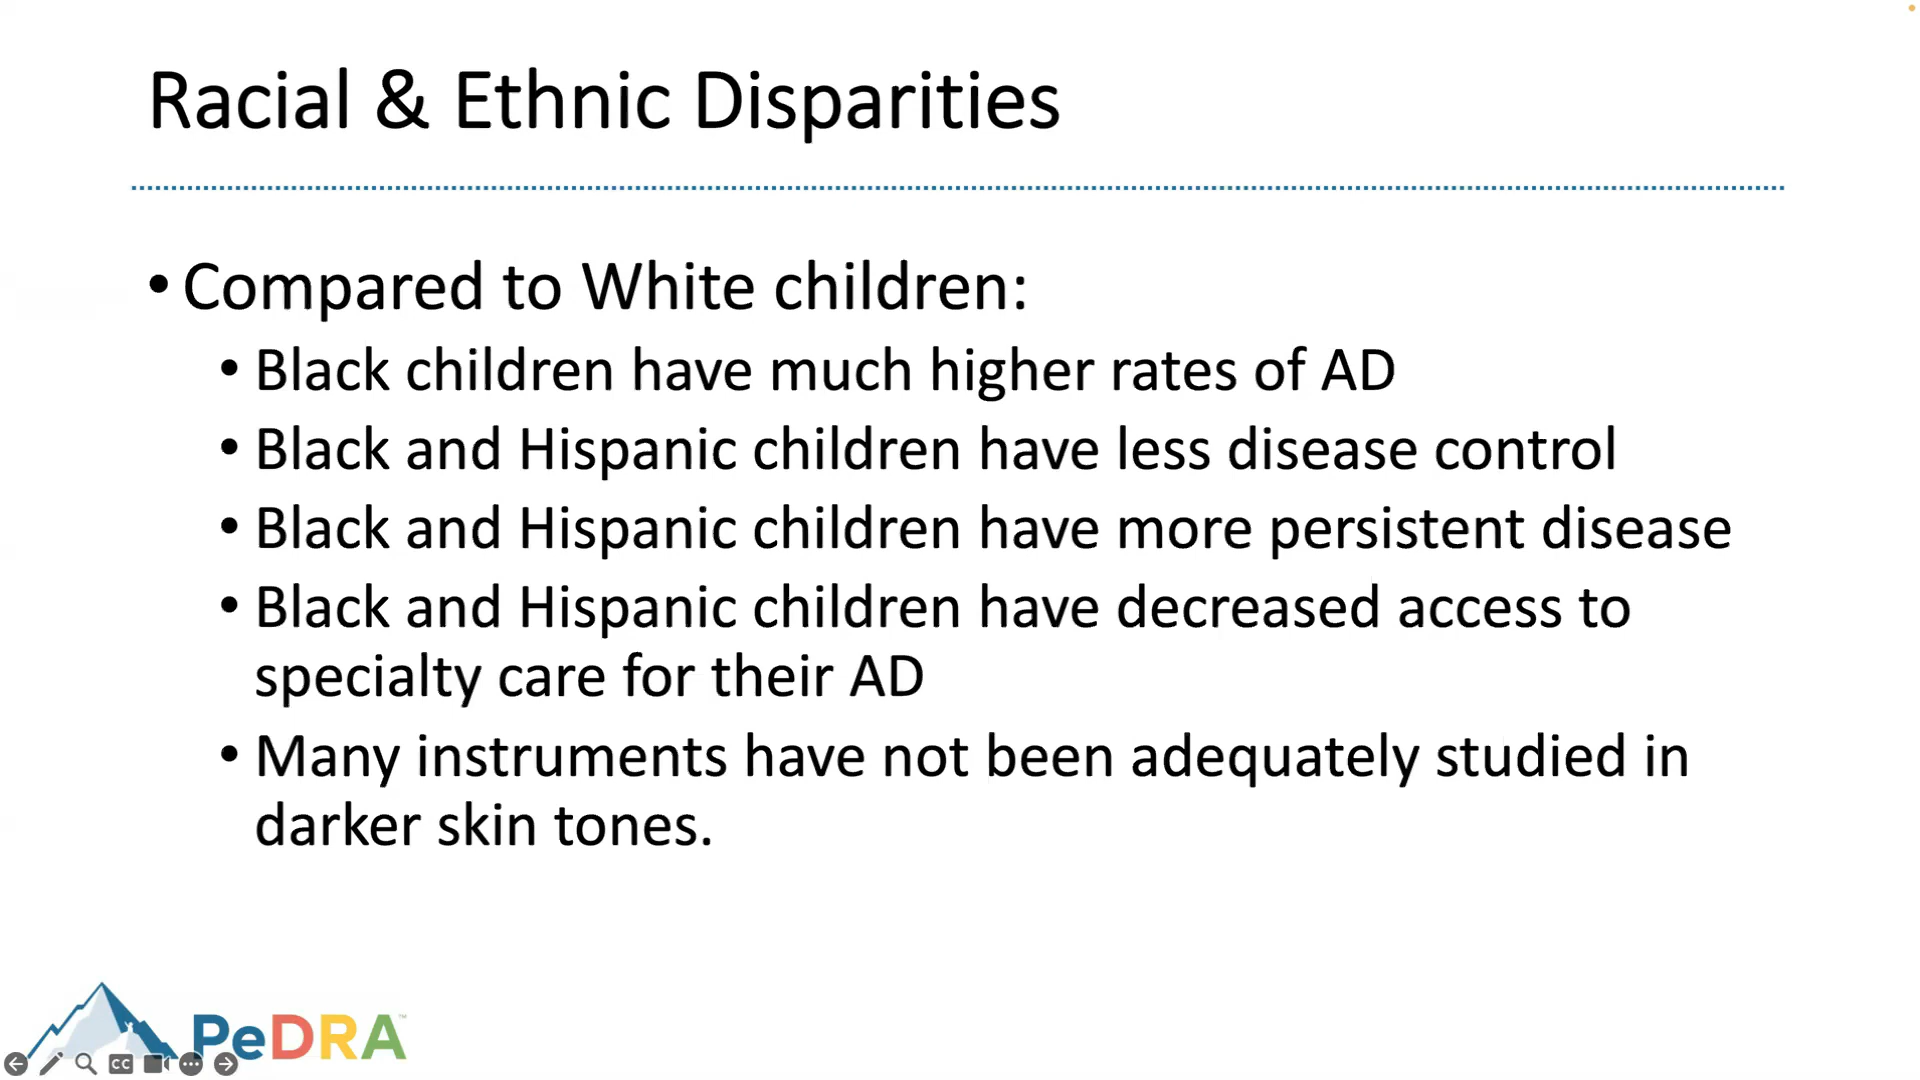 Racial & Ethnic Disparities
• Compared to White children:
• Black children have much higher rates of AD
• Black and Hispanic children have less disease control
• Black and Hispanic children have more persistent disease
• Black and Hispanic children have decreased access to
specialty care for their AD
• Many instruments have not been adequately studied in
darker skin tones.
PeDRA™
CC